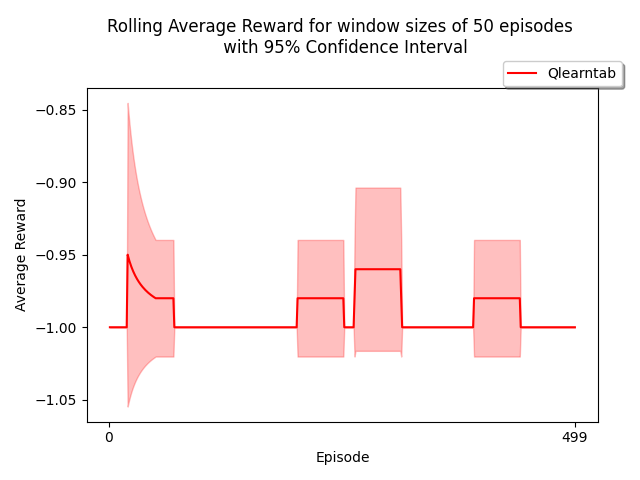 Rolling Average Reward for window sizes of 50 episodes
with 95% Confidence Interval
Qlearntab
−0.85
−0.90
−0.95
−1.00
−1.05
Average Reward
0
499
Episode